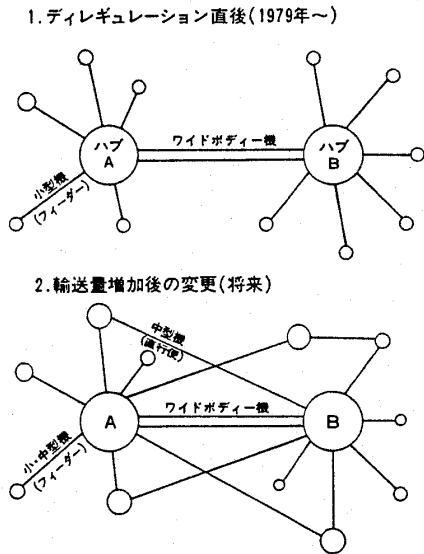 1.ディレギュレーション直後(1979年〜)
ハブ
A
ワイドボディー機
ハブ
B
小型機
(フィーダー)
2.輸送量増加後の変更(将来)
中型機
(直行便)
A
ワイドボディー機
B
小・中型機
(フィーダー)